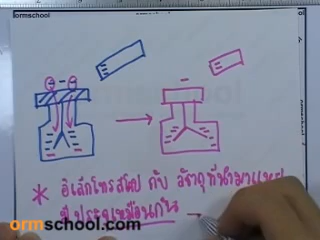 ormschool
ormschool
* อิเล็กโทรสโคป กับ วัตถุที่นำมาแตะ
มีประจุเหมือนกัน →
ormschool.com